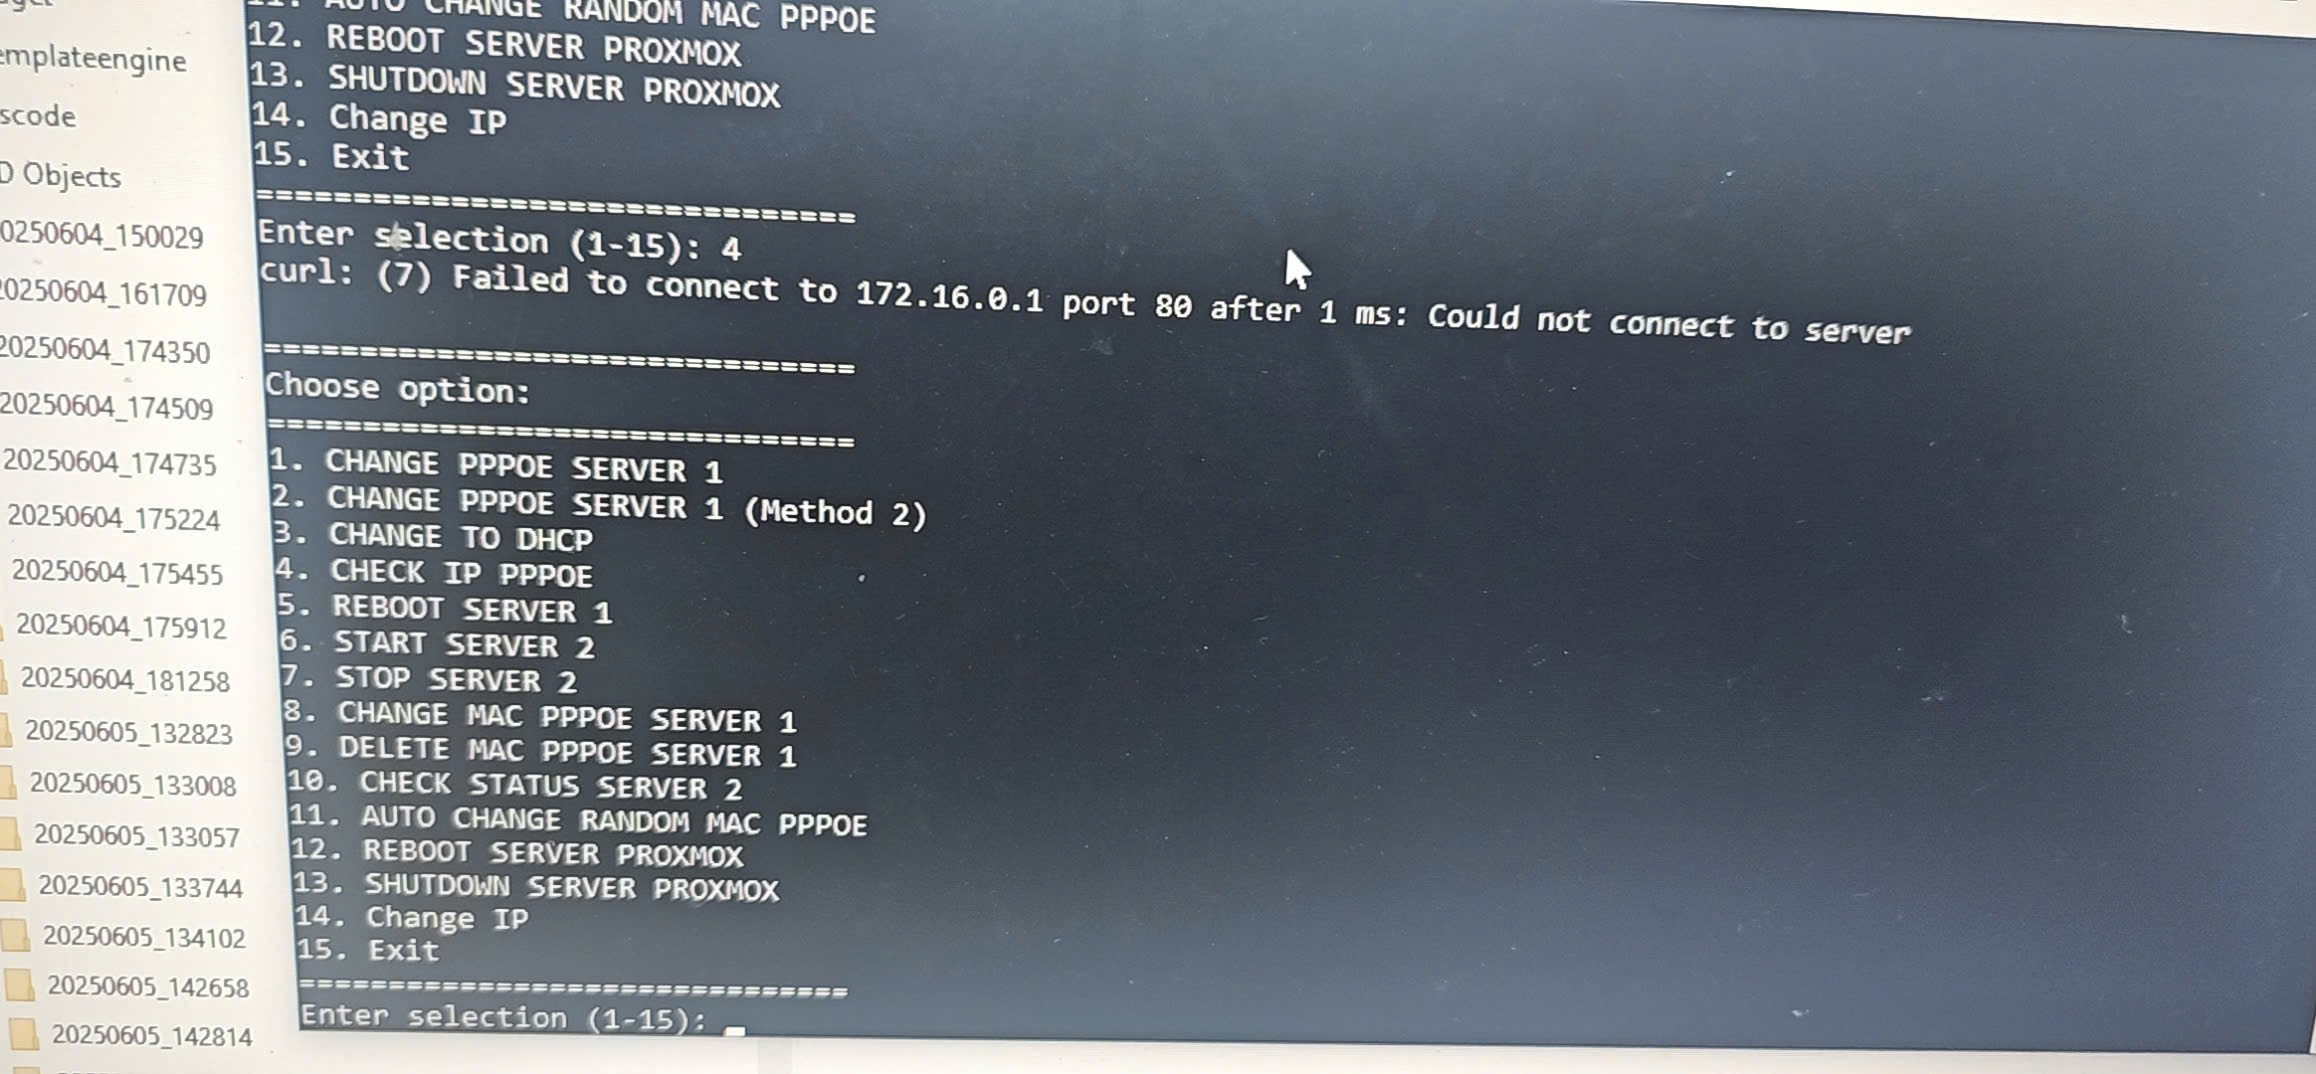 emplateengine
scode
D Objects
0250604_150029
20250604_161709
20250604_174350
20250604_174509
20250604_174735
20250604_175224
20250604_175455
20250604_175912
20250604_181258
20250605_132823
20250605_133008
20250605_133057
20250605_133744
20250605_134102
20250605_142658
20250605_142814
11. AUTO CHANGE RANDOM MAC PPPOE
12. REBOOT SERVER PROXMOX
13. SHUTDOWN SERVER PROXMOX
14. Change IP
15. Exit
===============================
Enter selection (1-15): 4
curl: (7) Failed to connect to 172.16.0.1 port 80 after 1 ms: Could not connect to server
===============================
Choose option:
===============================
1. CHANGE PPPOE SERVER 1
2. CHANGE PPPOE SERVER 1 (Method 2)
3. CHANGE TO DHCP
4. CHECK IP PPPOE
5. REBOOT SERVER 1
6. START SERVER 2
7. STOP SERVER 2
8. CHANGE MAC PPPOE SERVER 1
9. DELETE MAC PPPOE SERVER 1
10. CHECK STATUS SERVER 2
11. AUTO CHANGE RANDOM MAC PPPOE
12. REBOOT SERVER PROXMOX
13. SHUTDOWN SERVER PROXMOX
14. Change IP
15. Exit
===============================
Enter selection (1-15):